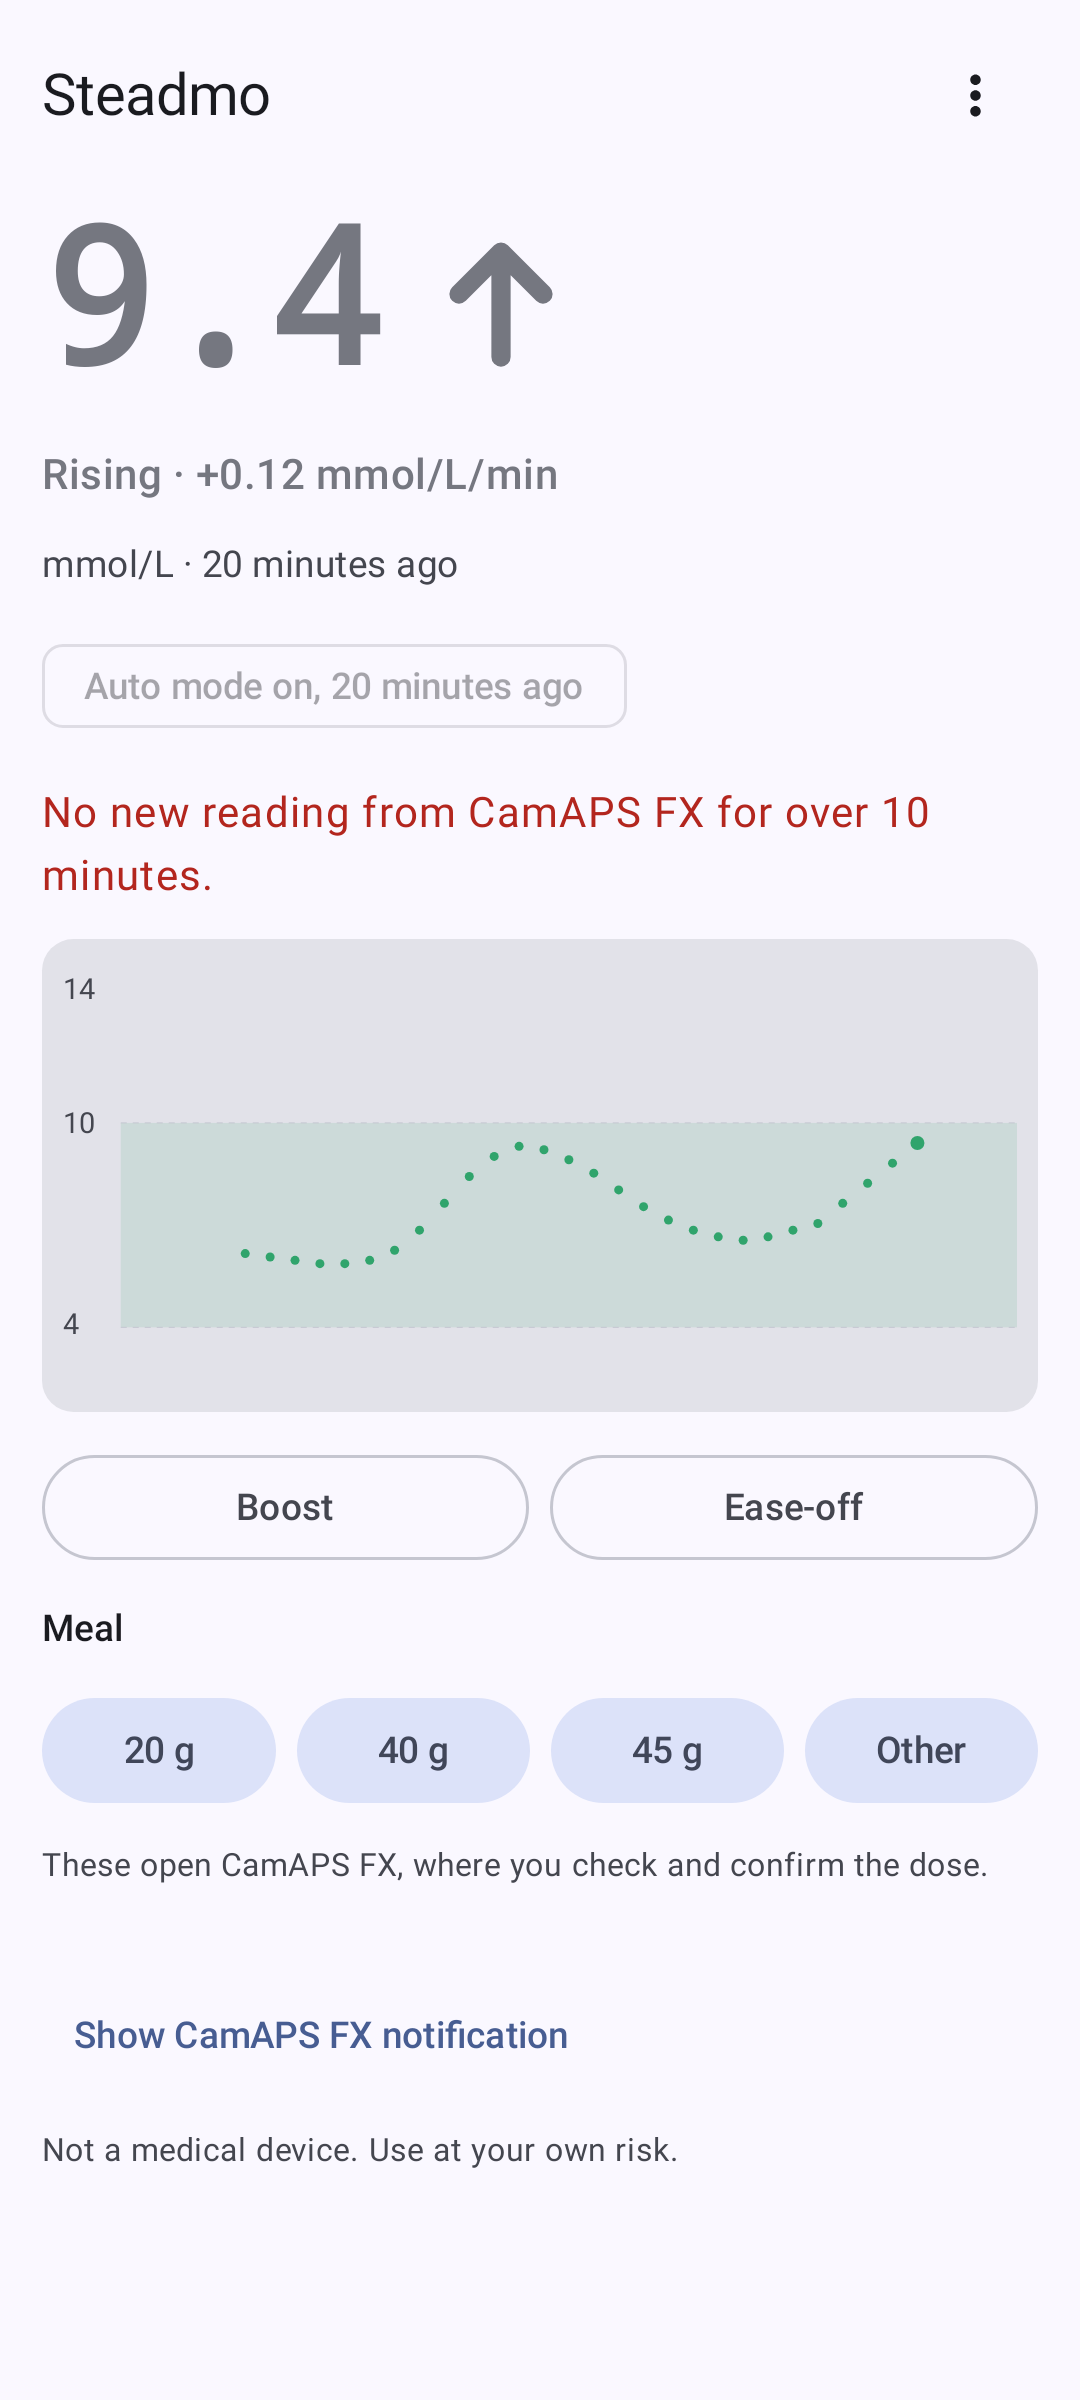 Steadmo
9.4
Rising · +0.12 mmol/L/min
mmol/L · 20 minutes ago
Auto mode on, 20 minutes ago
No new reading from CamAPS FX for over 10
minutes.
14
10
4
Boost
Ease-off
Meal
20 g
40 g
45 g
Other
These open CamAPS FX, where you check and confirm the dose.
Show CamAPS FX notification
Not a medical device. Use at your own risk.